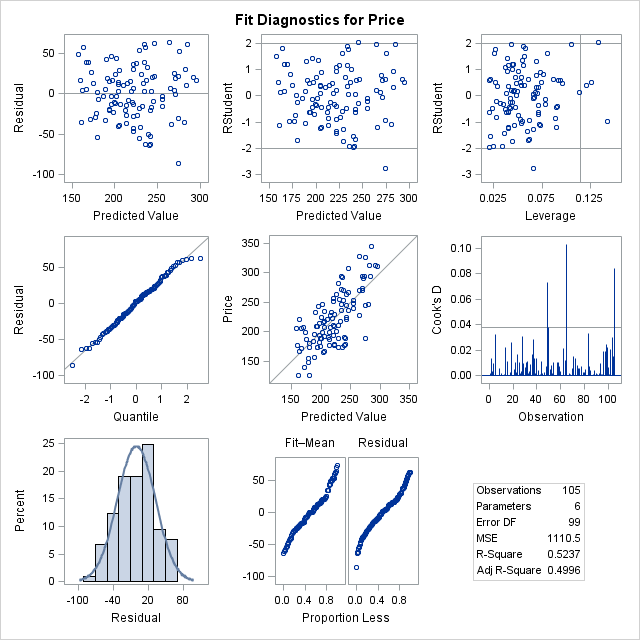 Fit Diagnostics for Price
Residual
50
0
-50
-100
150 200 250 300
Predicted Value
RStudent
2
1
0
-1
-2
-3
150 175 200 225 250 275 300
Predicted Value
RStudent
2
1
0
-1
-2
-3
0.025 0.075 0.125
Leverage
Residual
50
0
-50
-100
-2 -1 0 1 2
Quantile
Price
350
300
250
200
150
150 200 250 300 350
Predicted Value
Cook's D
0.10
0.08
0.06
0.04
0.02
0.00
0 20 40 60 80 100
Observation
Percent
25
20
15
10
5
0
-100 -40 20 80
Residual
Fit–Mean Residual
50
0
-50
-100
0.0 0.4 0.8 0.0 0.4 0.8
Proportion Less
Observations 105
Parameters 6
Error DF 99
MSE 1110.5
R-Square 0.5237
Adj R-Square 0.4996